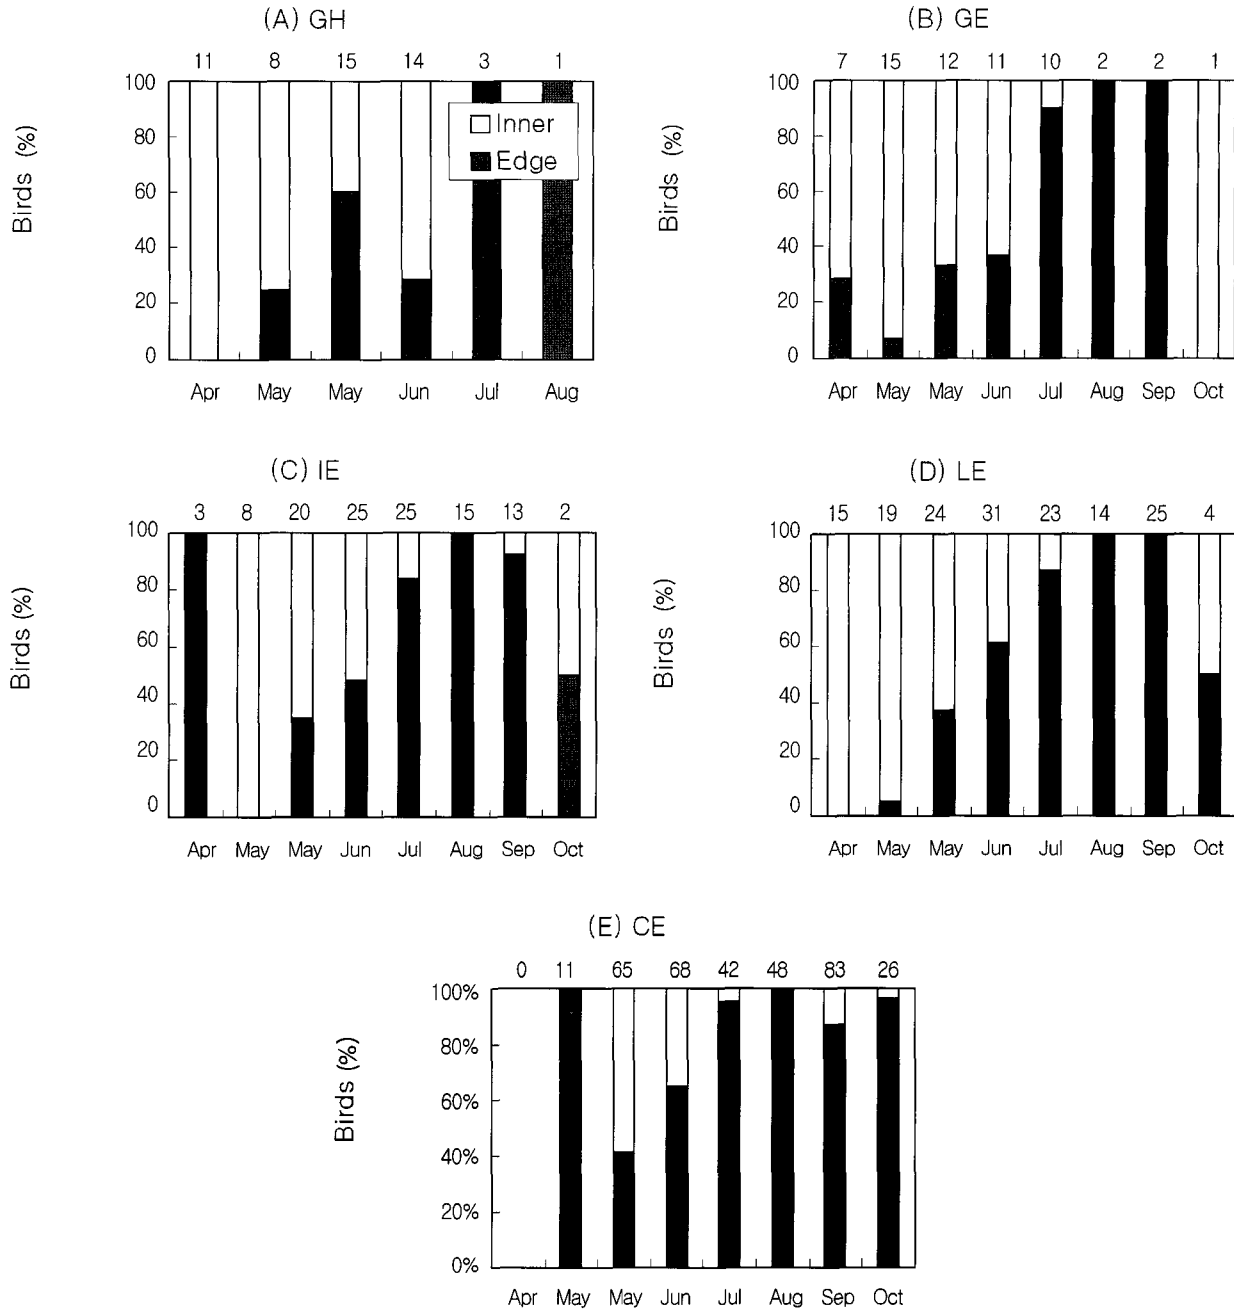 (A) GH
11 8 15 14 3 1
100
80
60
40
20
0
Birds (%)
Inner
Edge
Apr May May Jun Jul Aug
(B) GE
7 15 12 11 10 2 2 1
100
80
60
40
20
0
Birds (%)
Apr May May Jun Jul Aug Sep Oct
(C) IE
3 8 20 25 25 15 13 2
100
80
60
40
20
0
Birds (%)
Apr May May Jun Jul Aug Sep Oct
(D) LE
15 19 24 31 23 14 25 4
100
80
60
40
20
0
Birds (%)
Apr May May Jun Jul Aug Sep Oct
(E) CE
0 11 65 68 42 48 83 26
100%
80%
60%
40%
20%
0%
Birds (%)
Apr May May Jun Jul Aug Sep Oct